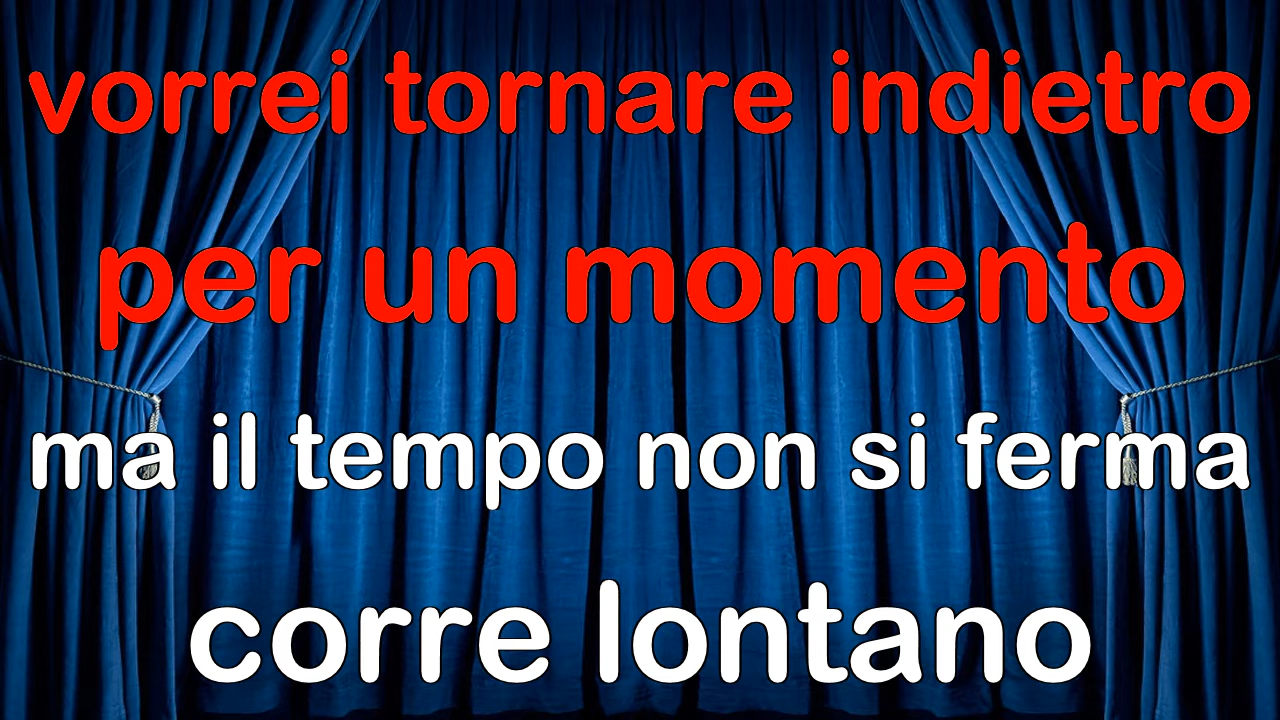 vorrei tornare indietro
per un momento
ma il tempo non si ferma
corre lontano